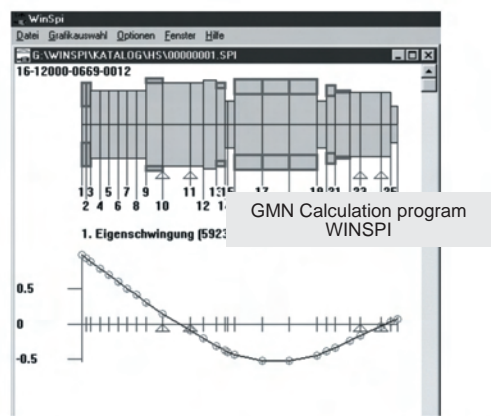 WinSpi
Datei Grafikauswahl Optionen Fenster Hilfe
G:\WINSPI\KATALOG\HS\00000001.SPI
16-12000-0669-0012
1 3 5 7 9 11 13 15 17 19 21 23 25
2 4 6 8 10 12 14 16
GMN Calculation program
WINSPI
1. Eigenschwingung (5923
0.5
0
-0.5